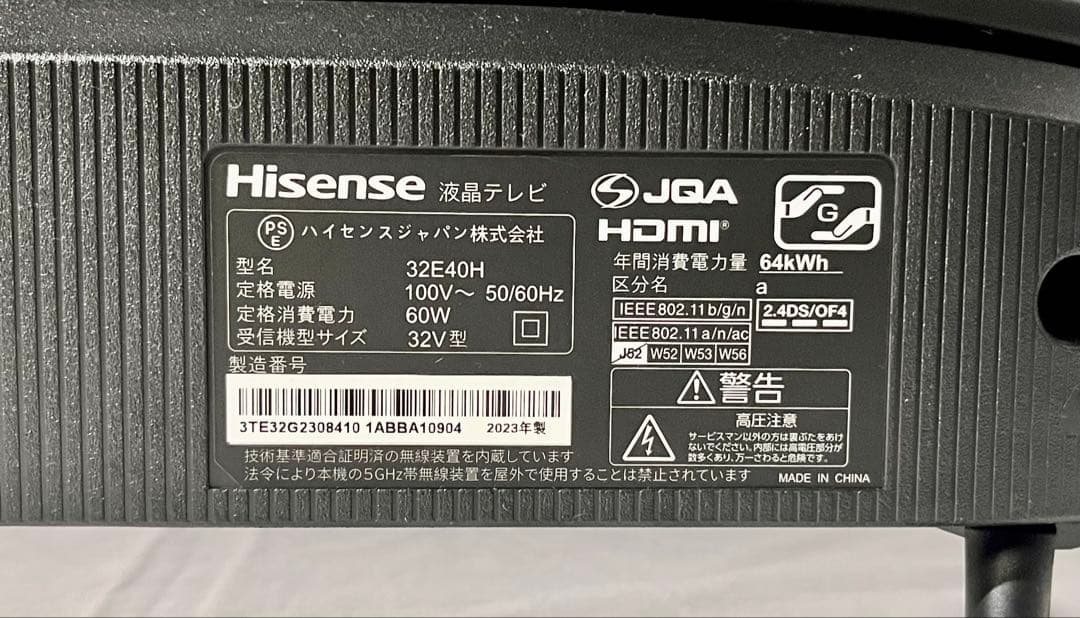 Hisense 液晶テレビ
PS
E
ハイセンスジャパン株式会社
型名 32E40H
定格電源 100V～ 50/60Hz
定格消費電力 60W
受信機型サイズ 32V型
製造番号
3TE32G2308410 1ABBA10904 2023年製
JQA
HDMI®
G
年間消費電力量 64kWh
区分名 a
IEEE802.11b/g/n
2.4DS/OF4
IEEE802.11a/n/ac
J52 W52 W53 W56
警告
高圧注意
サービスマン以外の方は裏ぶたをあけ
ないでください。内部には高電圧部分が
数多くあり、万一さわると危険です。
技術基準適合証明済の無線装置を内蔵しています
法令により本機の5GHz帯無線装置を屋外で使用することは禁止されています
MADE IN CHINA